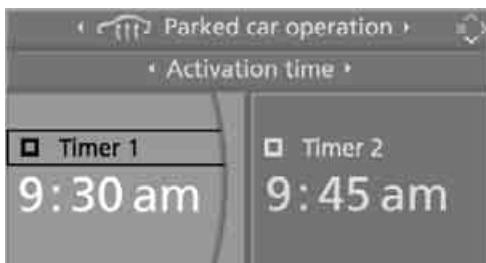 Parked car operation
Activation time
Timer 1
Timer 2
9:30 am
9:45 am